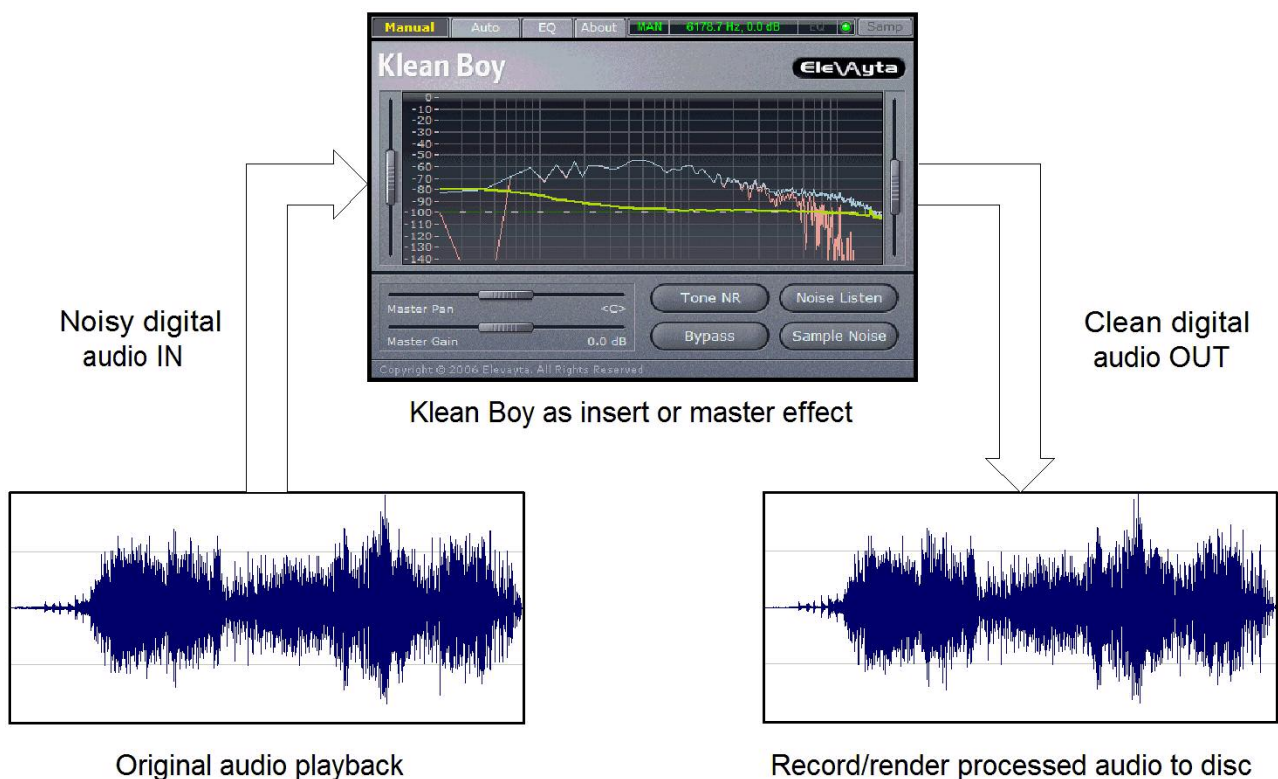 Manual Auto EQ About MAN 6178.7 Hz, 0.0 dB EQ Samp
Klean Boy
Ele\Ayta
0-
-10-
-20-
-30-
-40-
-50-
-60-
-70-
-80-
-90-
-100-
-110-
-120-
-130-
-140-
Master Pan <C>
Master Gain 0.0 dB
Tone NR Noise Listen
Bypass Sample Noise
Copyright © 2006 Elevayta. All Rights Reserved
Noisy digital
audio IN
Clean digital
audio OUT
Klean Boy as insert or master effect
Original audio playback
Record/render processed audio to disc